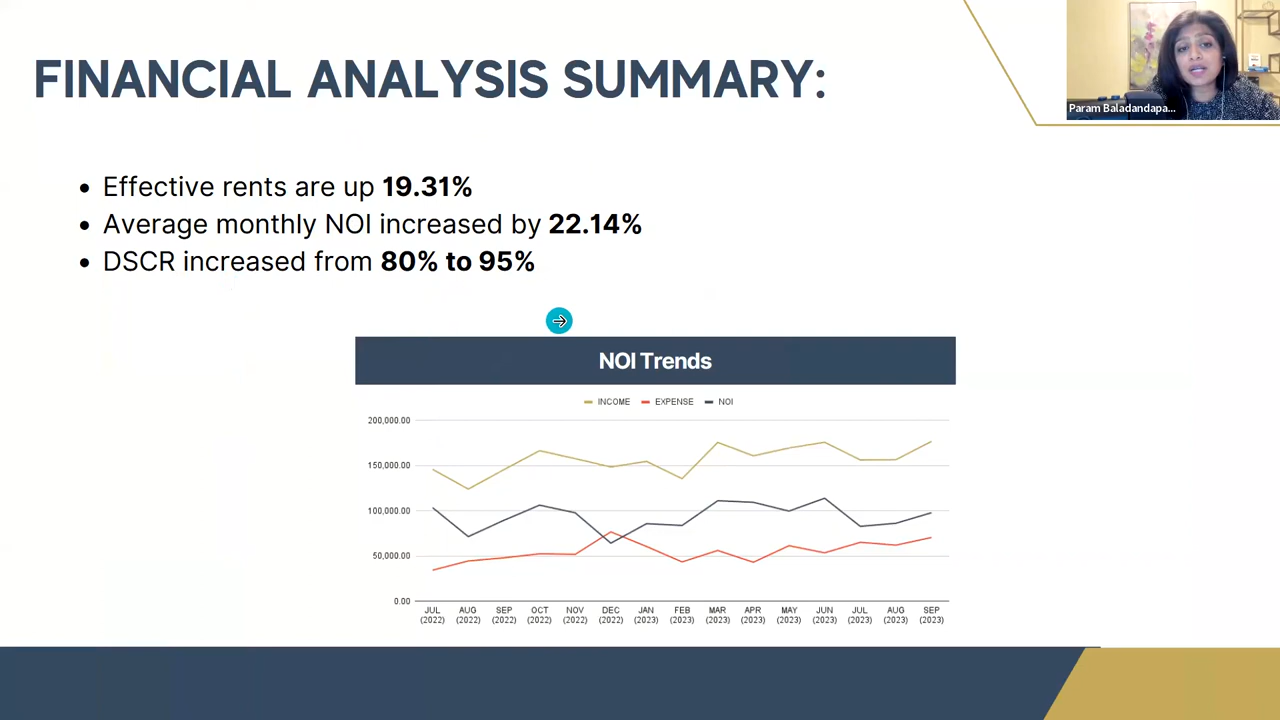 FINANCIAL ANALYSIS SUMMARY:
Param Baladandapa...
• Effective rents are up 19.31%
• Average monthly NOI increased by 22.14%
• DSCR increased from 80% to 95%
NOI Trends
INCOME EXPENSE NOI
200,000.00
150,000.00
100,000.00
50,000.00
0.00
JUL AUG SEP OCT NOV DEC JAN FEB MAR APR MAY JUN JUL AUG SEP
(2022) (2022) (2022) (2022) (2022) (2022) (2023) (2023) (2023) (2023) (2023) (2023) (2023) (2023) (2023)